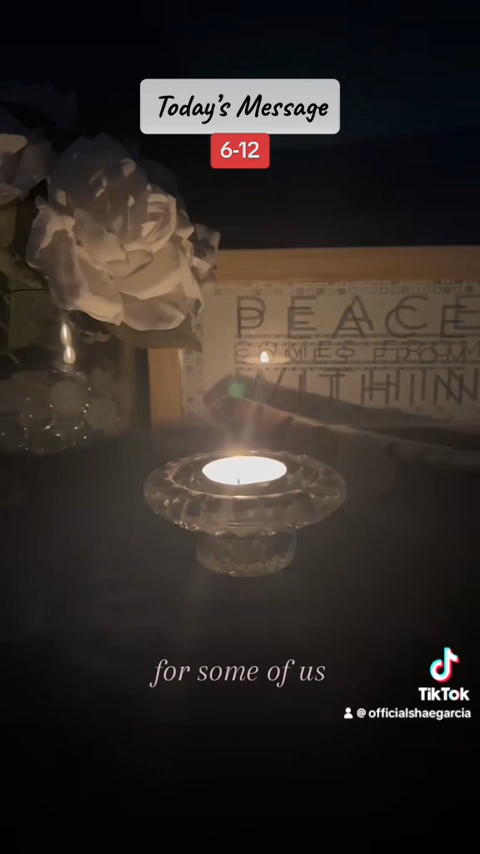 Today's Message
6-12
PEACE
COMES FROM
WITHIN
for some of us
TikTok
@officialshaegarcia